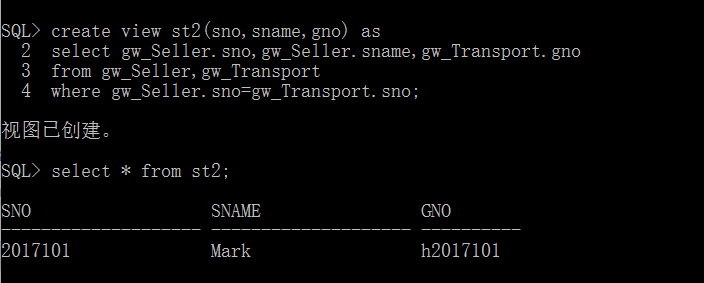 SQL> create view st2(sno,sname,gno) as
2 select gw_Seller.sno,gw_Seller.sname,gw_Transport.gno
3 from gw_Seller,gw_Transport
4 where gw_Seller.sno=gw_Transport.sno;
视图已创建。
SQL> select * from st2;
SNO SNAME GNO
-------------------- -------------------- ----------
2017101 Mark h2017101